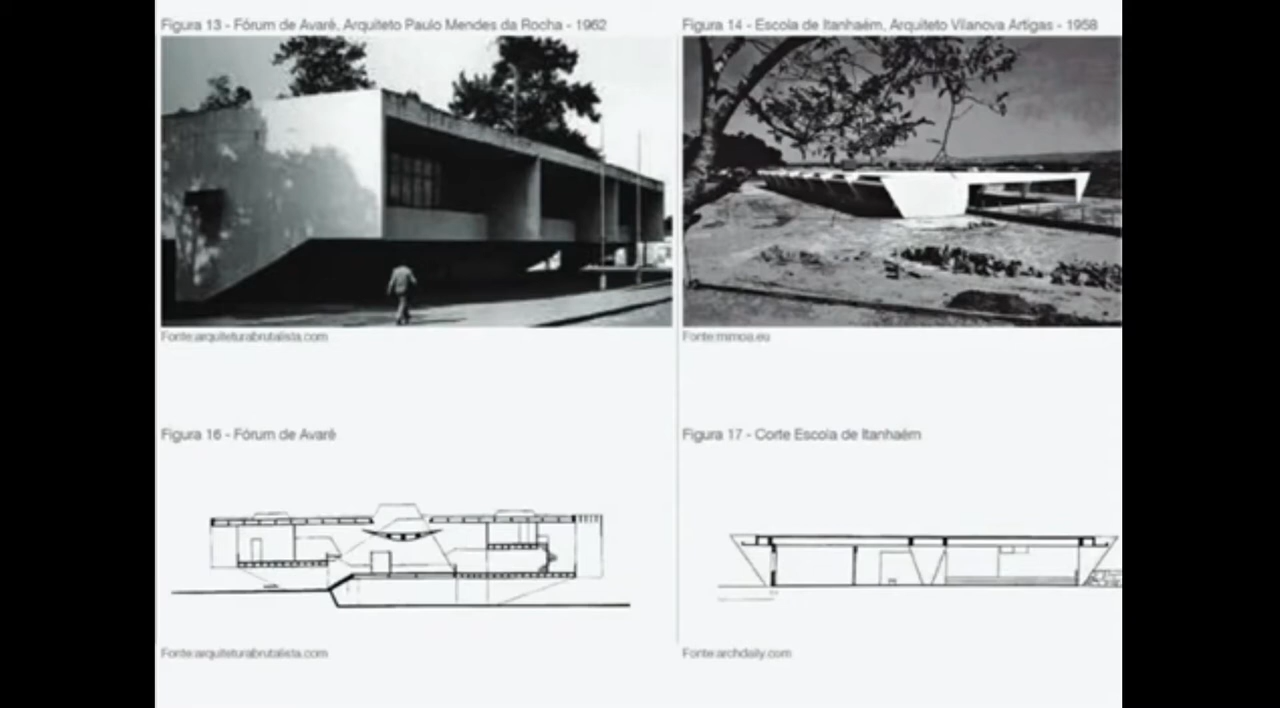 Figura 13 - Fórum de Avaré, Arquiteto Paulo Mendes da Rocha - 1962
Figura 14 - Escola de Itanhaém, Arquiteto Vilanova Artigas - 1958
Fonte:arquiteturabrutalista.com
Fonte:mimoa.eu
Figura 16 - Fórum de Avaré
Figura 17 - Corte Escola de Itanhaém
Fonte:arquiteturabrutalista.com
Fonte:archdaily.com